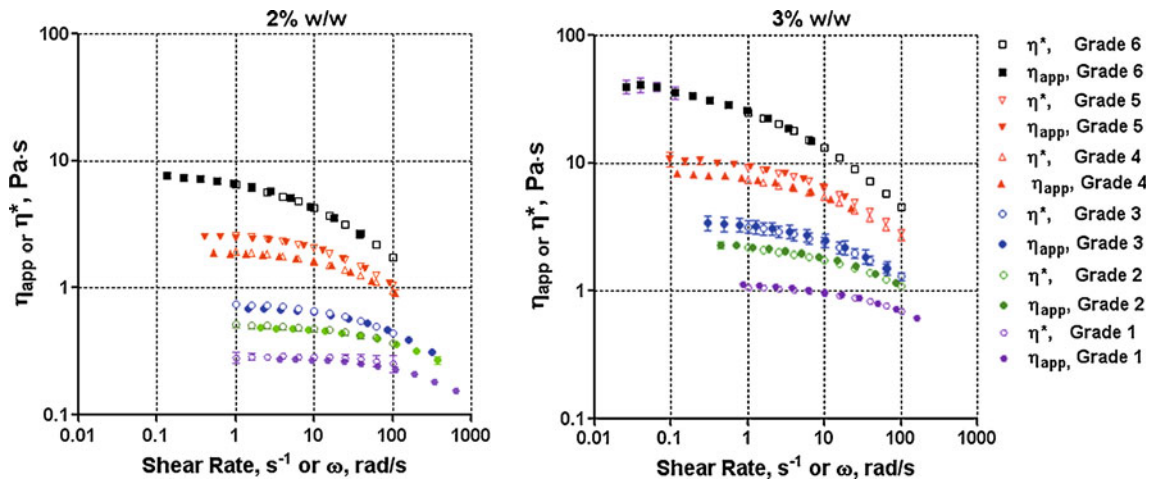 2% w/w
100
10
1
0.1
ηapp or η*, Pa·s
0.01 0.1 1 10 100 1000
Shear Rate, s⁻¹ or ω, rad/s
3% w/w
100
10
1
0.1
ηapp or η*, Pa·s
0.01 0.1 1 10 100 1000
Shear Rate, s⁻¹ or ω, rad/s
η*, Grade 6
ηapp, Grade 6
η*, Grade 5
ηapp, Grade 5
η*, Grade 4
ηapp, Grade 4
η*, Grade 3
ηapp, Grade 3
η*, Grade 2
ηapp, Grade 2
η*, Grade 1
ηapp, Grade 1